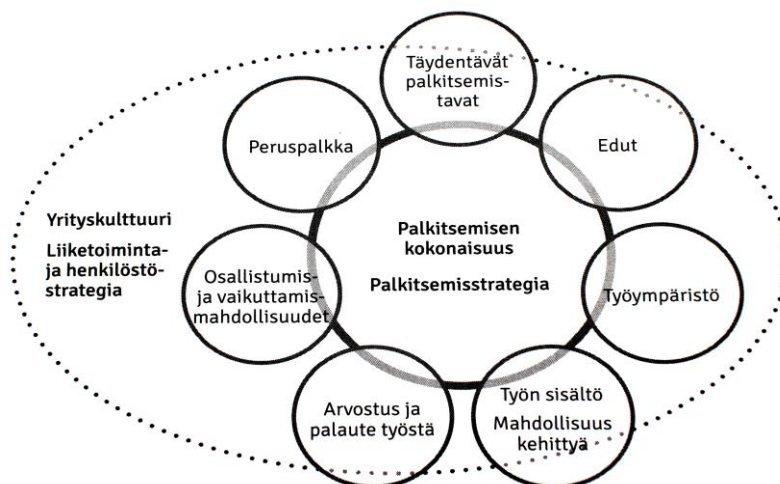 Täydentävät
palkitsemis-
tavat
Peruspalkka
Edut
Yrityskulttuuri
Liiketoiminta-
ja henkilöstö-
strategia
Palkitsemisen
kokonaisuus
Palkitsemisstrategia
Osallistumis-
ja vaikuttamis-
mahdollisuudet
Työympäristö
Arvostus ja
palaute työstä
Työn sisältö
Mahdollisuus
kehittyä